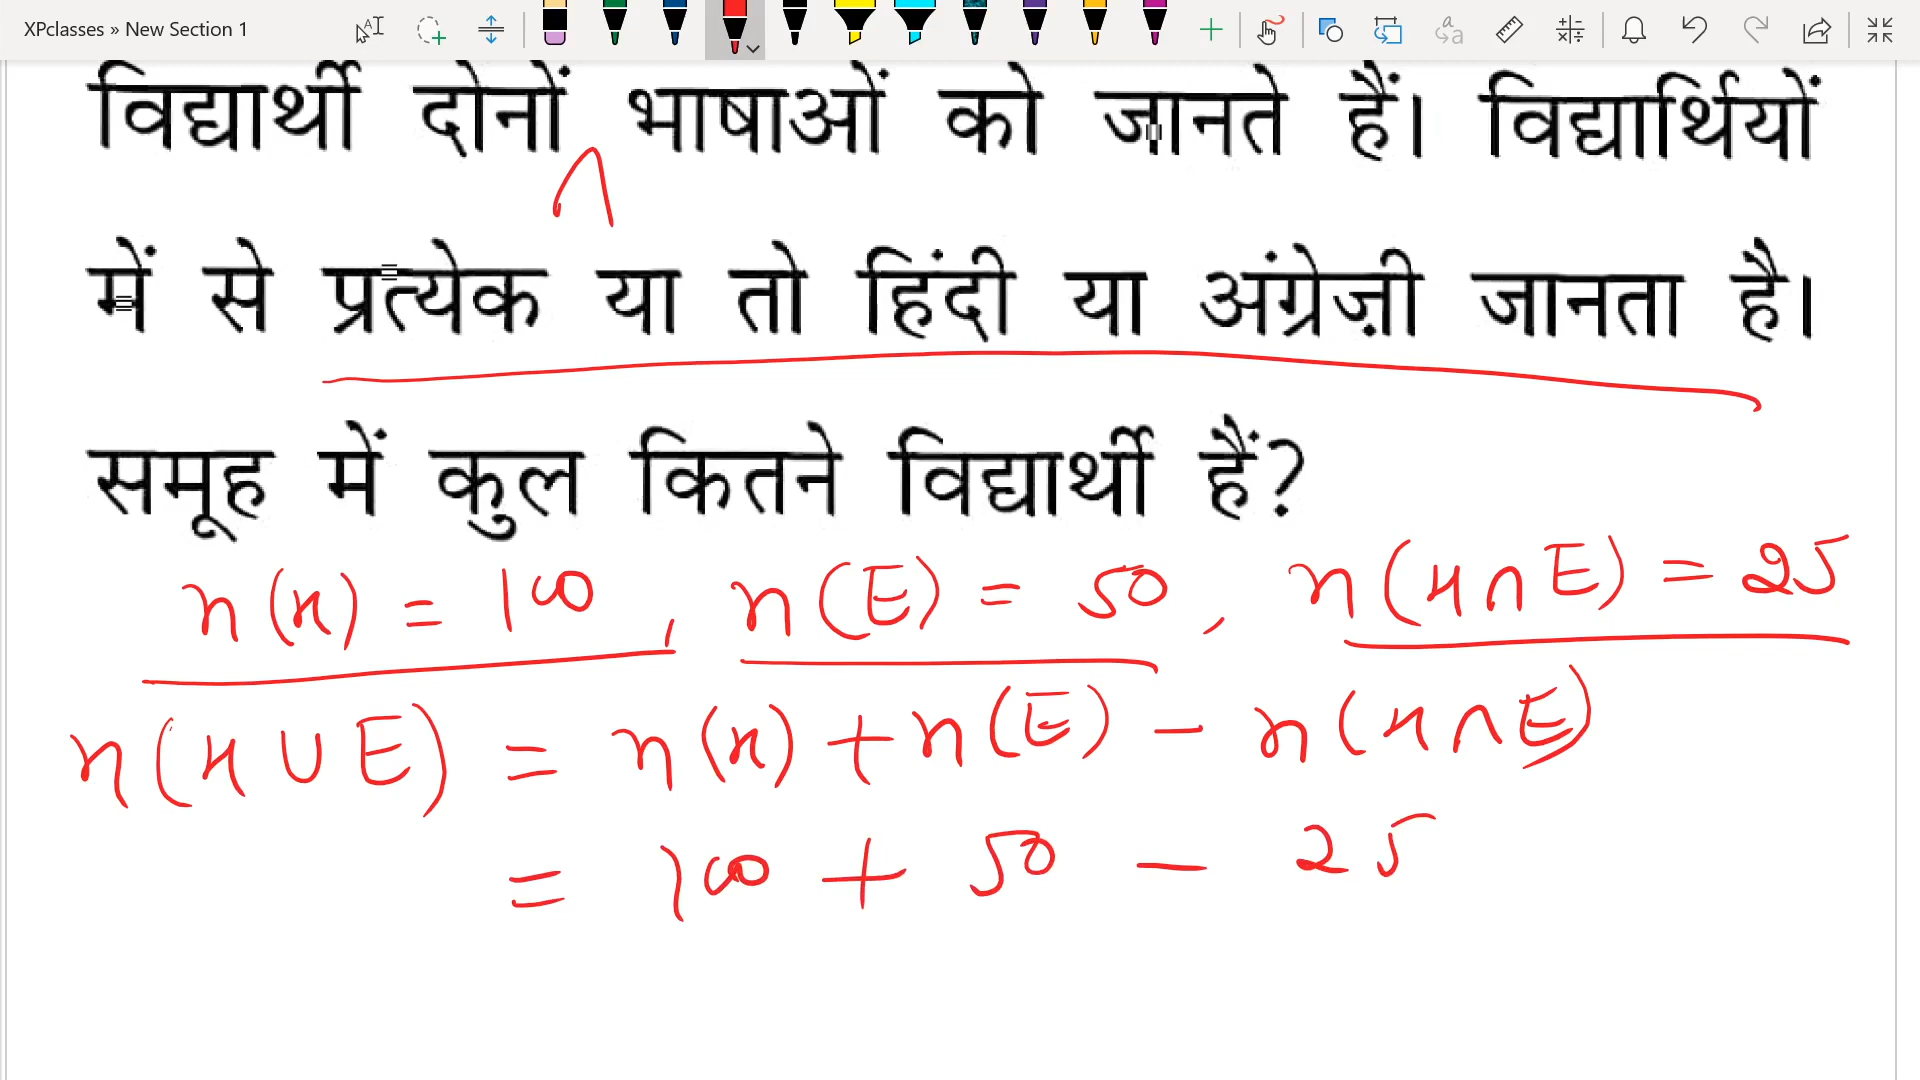 XPclasses » New Section 1
विद्यार्थी दोनों भाषाओं को जानते हैं। विद्यार्थियों
में से प्रत्येक या तो हिंदी या अंग्रेज़ी जानता है।
समूह में कुल कितने विद्यार्थी हैं?
n(H) = 100, n(E) = 50, n(H∩E) = 25
n(H∪E) = n(H) + n(E) - n(H∩E)
= 100 + 50 - 25